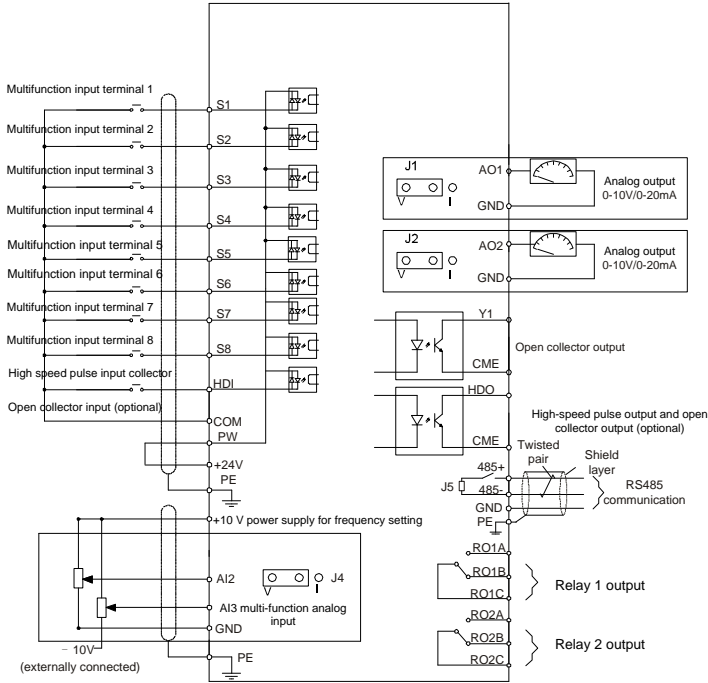 Multifunction input terminal 1
S1
Multifunction input terminal 2
S2
Multifunction input terminal 3
S3
Multifunction input terminal 4
S4
Multifunction input terminal 5
S5
Multifunction input terminal 6
S6
Multifunction input terminal 7
S7
Multifunction input terminal 8
S8
High speed pulse input collector
HDI
Open collector input (optional)
COM
PW
+24V
PE
+10 V power supply for frequency setting
AI2
V
I
J4
AI3 multi-function analog
input
GND
− 10V
(externally connected)
PE
J1
V
I
AO1
GND
Analog output
0-10V/0-20mA
J2
V
I
AO2
GND
Analog output
0-10V/0-20mA
Y1
CME
Open collector output
HDO
CME
High-speed pulse output and open
collector output (optional)
Twisted
pair
Shield
layer
485+
J5
485-
GND
PE
RS485
communication
RO1A
RO1B
RO1C
Relay 1 output
RO2A
RO2B
RO2C
Relay 2 output